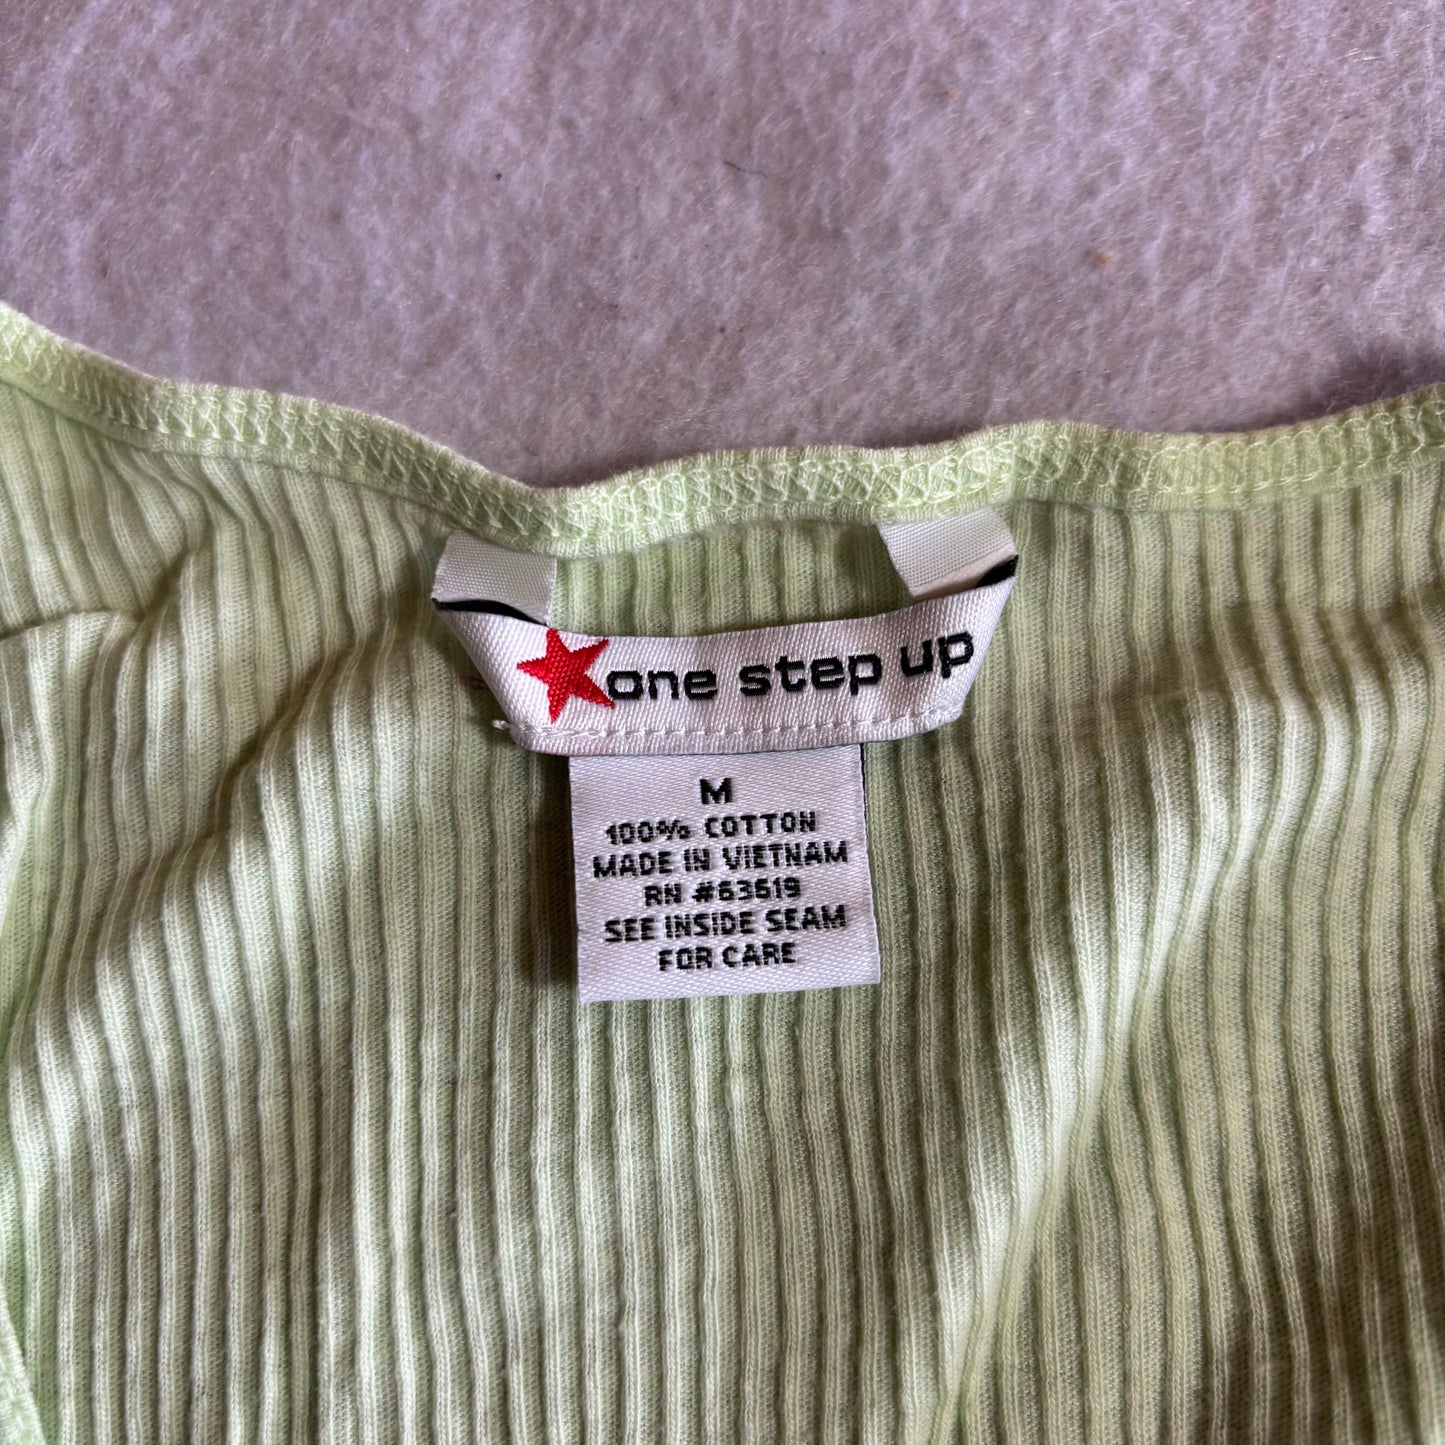 one step up
M
100% COTTON
MADE IN VIETNAM
RN #63619
SEE INSIDE SEAM
FOR CARE